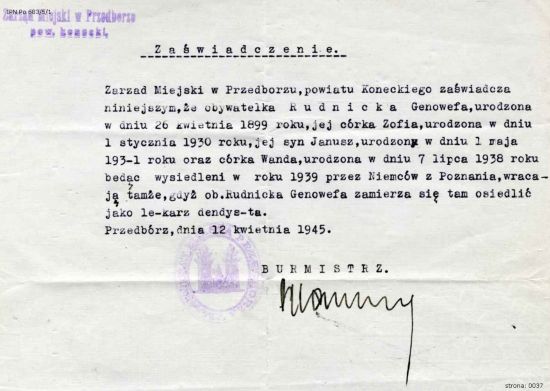 IPN Po 683/5/1
Zarząd Miejski w Przedborzu
pow. konecki,
Zaświadczenie.
Zarzad Miejski w Przedborzu,powiatu Koneckiego zaświadcza
niniejszym,że obywatelka Rudnicka Genowefa,urodzona
w dniu 26 kwietnia 1899 roku,jej córka Zofia,urodzona w dniu
1 stycznia 1930 roku,jej syn Janusz,urodzony w dniu 1 maja
193-1 roku oraz córka Wanda,urodzona w dniu 7 lipca 1938 roku
bedąc wysiedleni w roku 1939 przez Niemców z Poznania,wraca-
ją tamże,gdyż ob.Rudnicka Genowefa zamierza się tam osiedlić
jako le-karz dendys-ta.
Przedbórz,dnia 12 kwietnia 1945.
BURMISTRZ.
strona: 0037